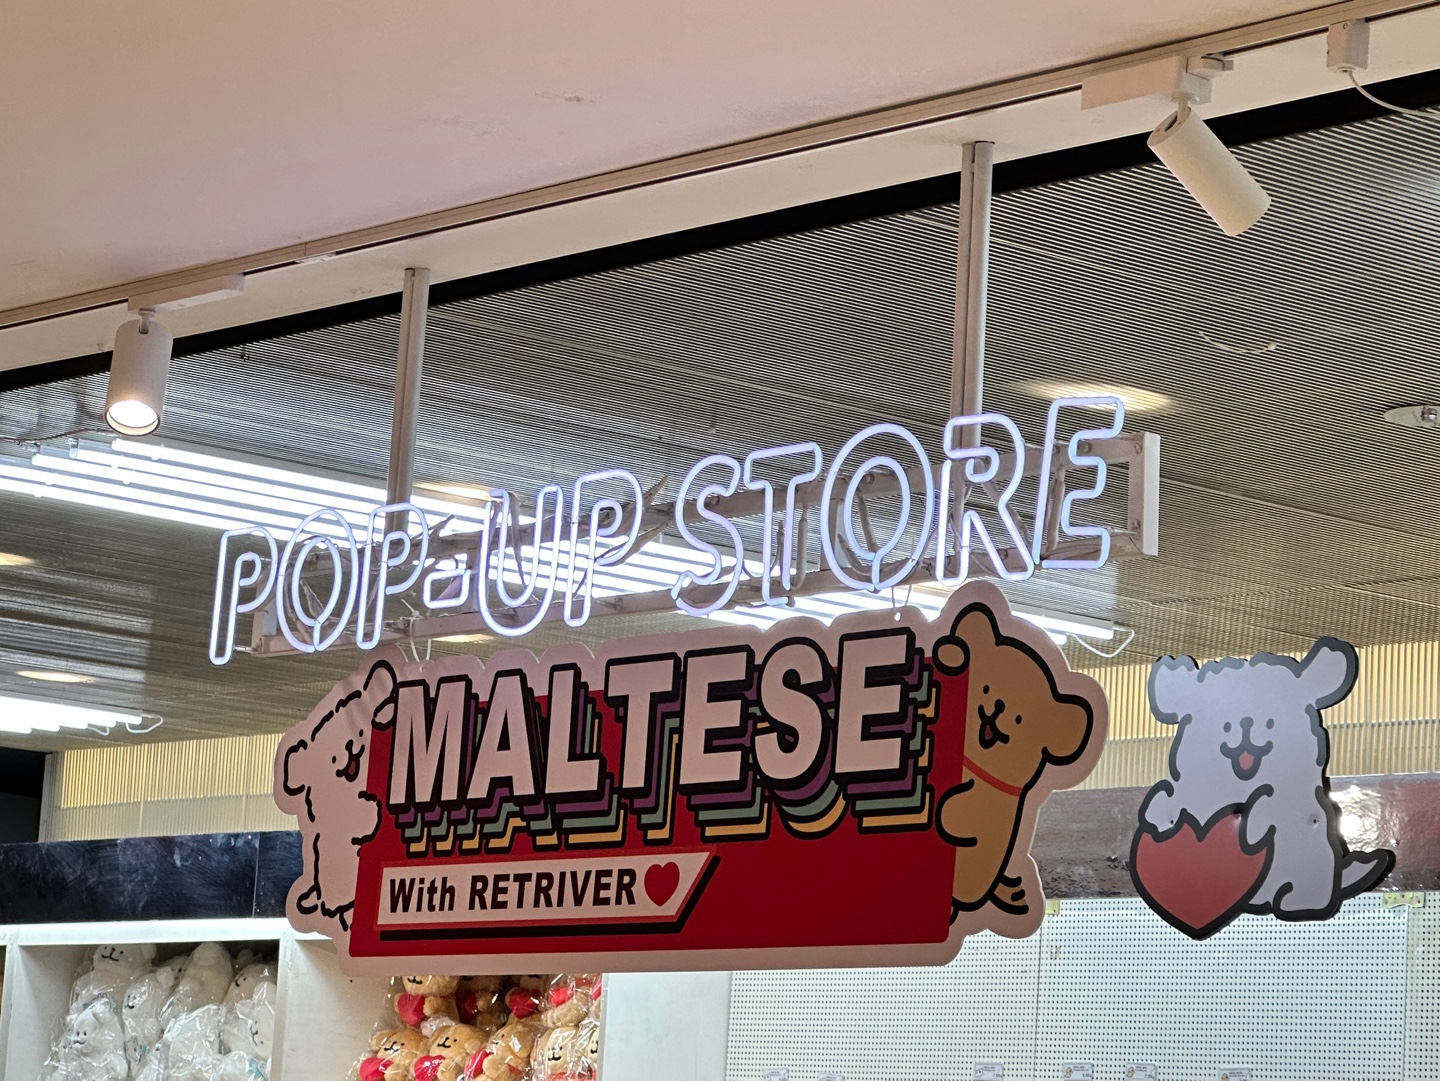 POP-UP STORE
MALTESE
With RETRIVER